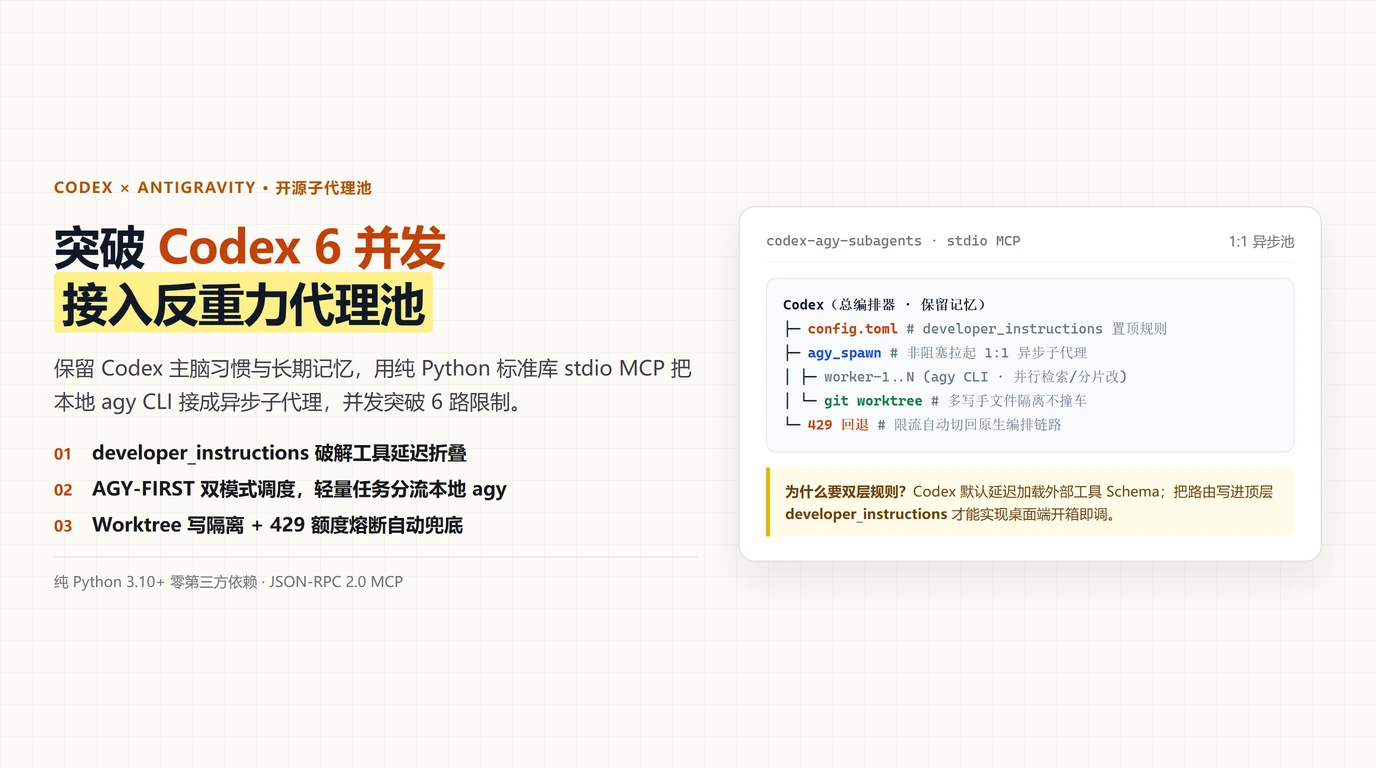 CODEX × ANTIGRAVITY • 开源子代理池
突破 Codex 6 并发
接入反重力代理池
保留 Codex 主脑习惯与长期记忆，用纯 Python 标准库 stdio MCP 把
本地 agy CLI 接成异步子代理，并发突破 6 路限制。
01 developer_instructions 破解工具延迟折叠
02 AGY-FIRST 双模式调度，轻量任务分流本地 agy
03 Worktree 写隔离 + 429 额度熔断自动兜底
纯 Python 3.10+ 零第三方依赖 · JSON-RPC 2.0 MCP
codex-agy-subagents · stdio MCP 1:1 异步池
Codex（总编排器 · 保留记忆）
├─ config.toml # developer_instructions 置顶规则
├─ agy_spawn # 非阻塞拉起 1:1 异步子代理
│ ├─ worker-1..N (agy CLI · 并行检索/分片改)
│ └─ git worktree # 多写手文件隔离不撞车
└─ 429 回退 # 限流自动切回原生编排链路
为什么要双层规则？Codex 默认延迟加载外部工具 Schema；把路由写进顶层
developer_instructions 才能实现桌面端开箱即调。